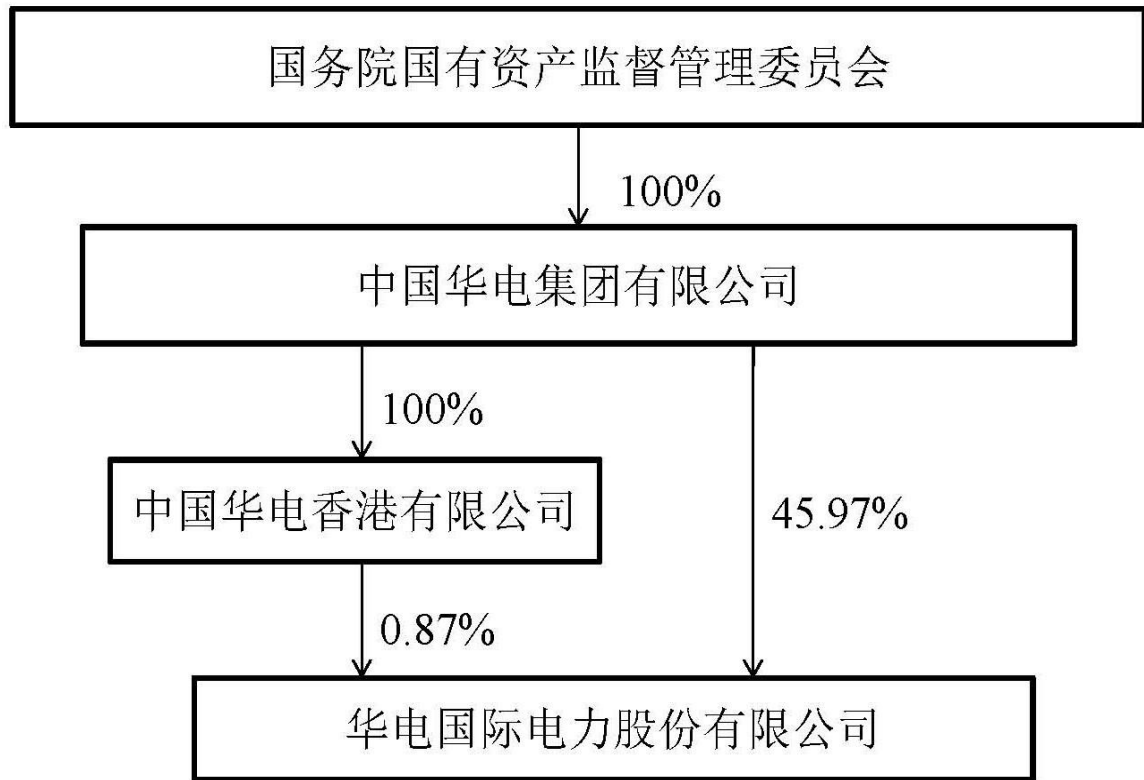 国务院国有资产监督管理委员会
100%
中国华电集团有限公司
100%
中国华电香港有限公司
45.97%
0.87%
华电国际电力股份有限公司